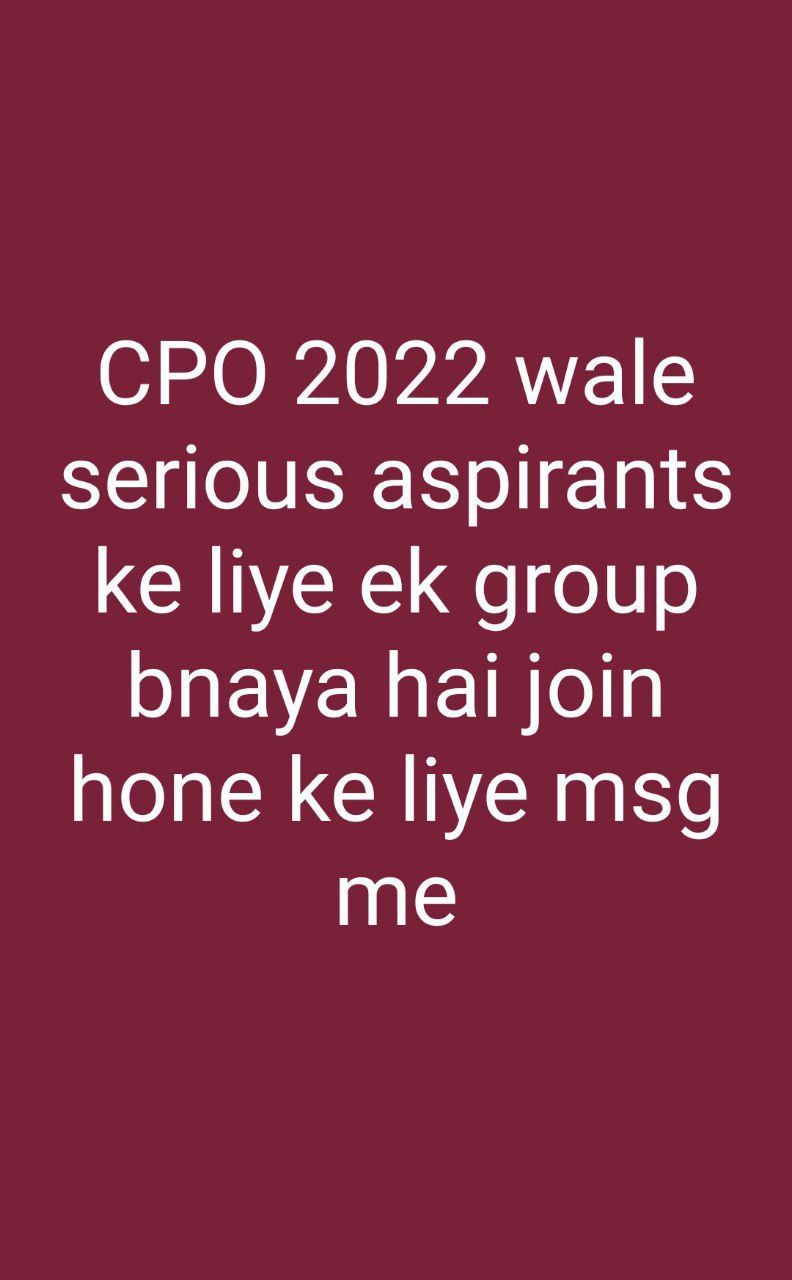 CPO 2022 wale
serious aspirants
ke liye ek group
bnaya hai join
hone ke liye msg
me